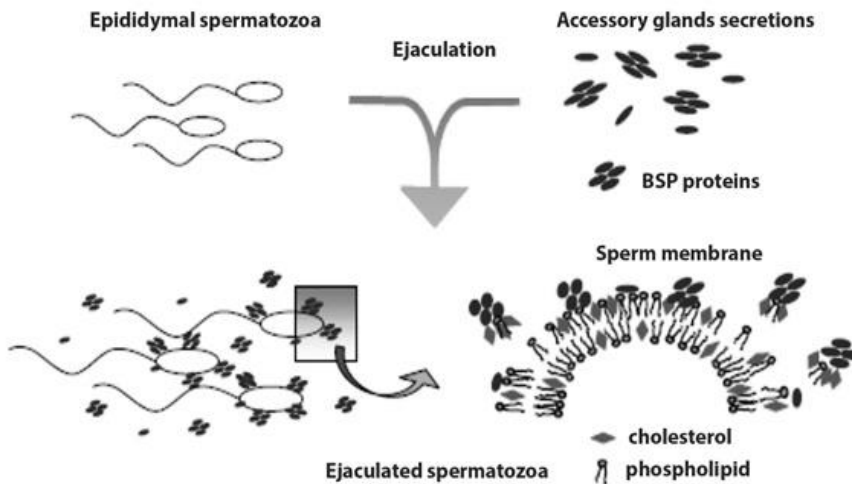 Epididymal spermatozoa
Accessory glands secretions
Ejaculation
BSP proteins
Sperm membrane
cholesterol
Ejaculated spermatozoa
phospholipid